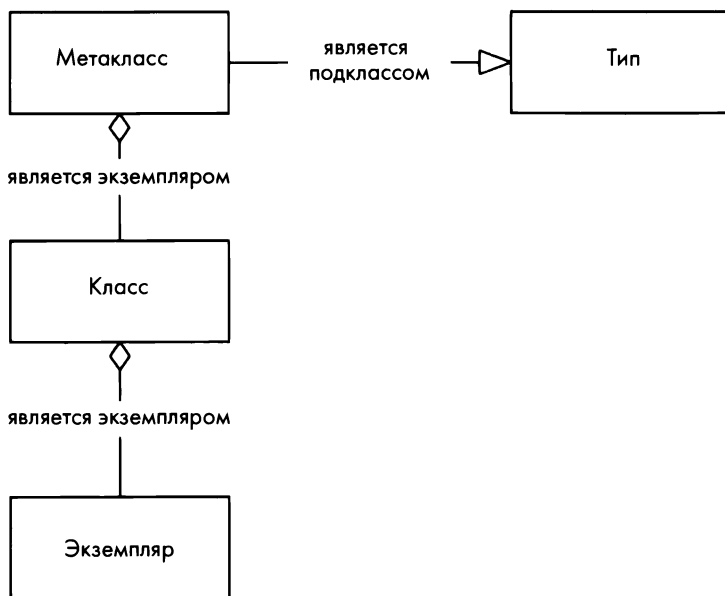 Метакласс
является
подклассом
Тип
является экземпляром
Класс
является экземпляром
Экземпляр